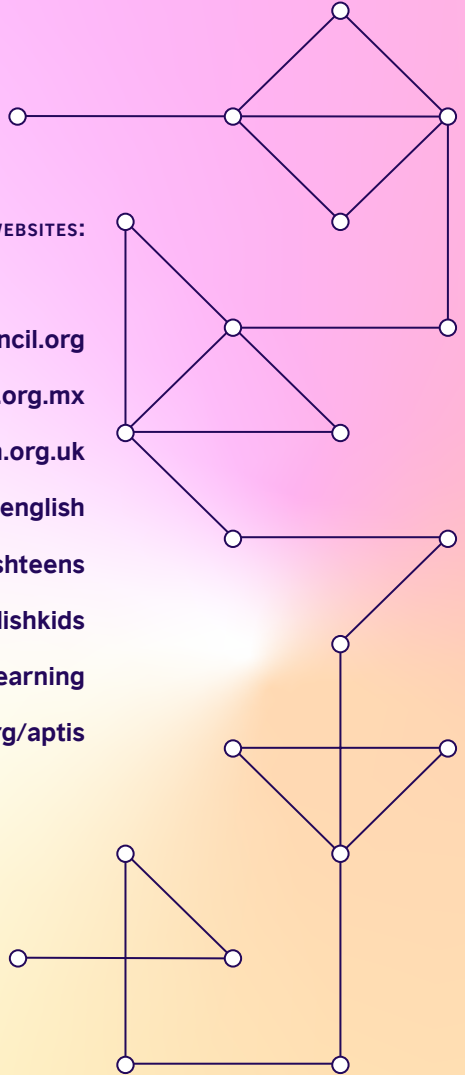 WEBSITES:
ncil.org
.org.mx
.org.uk
english
shteens
lishkids
earning
rg/aptis